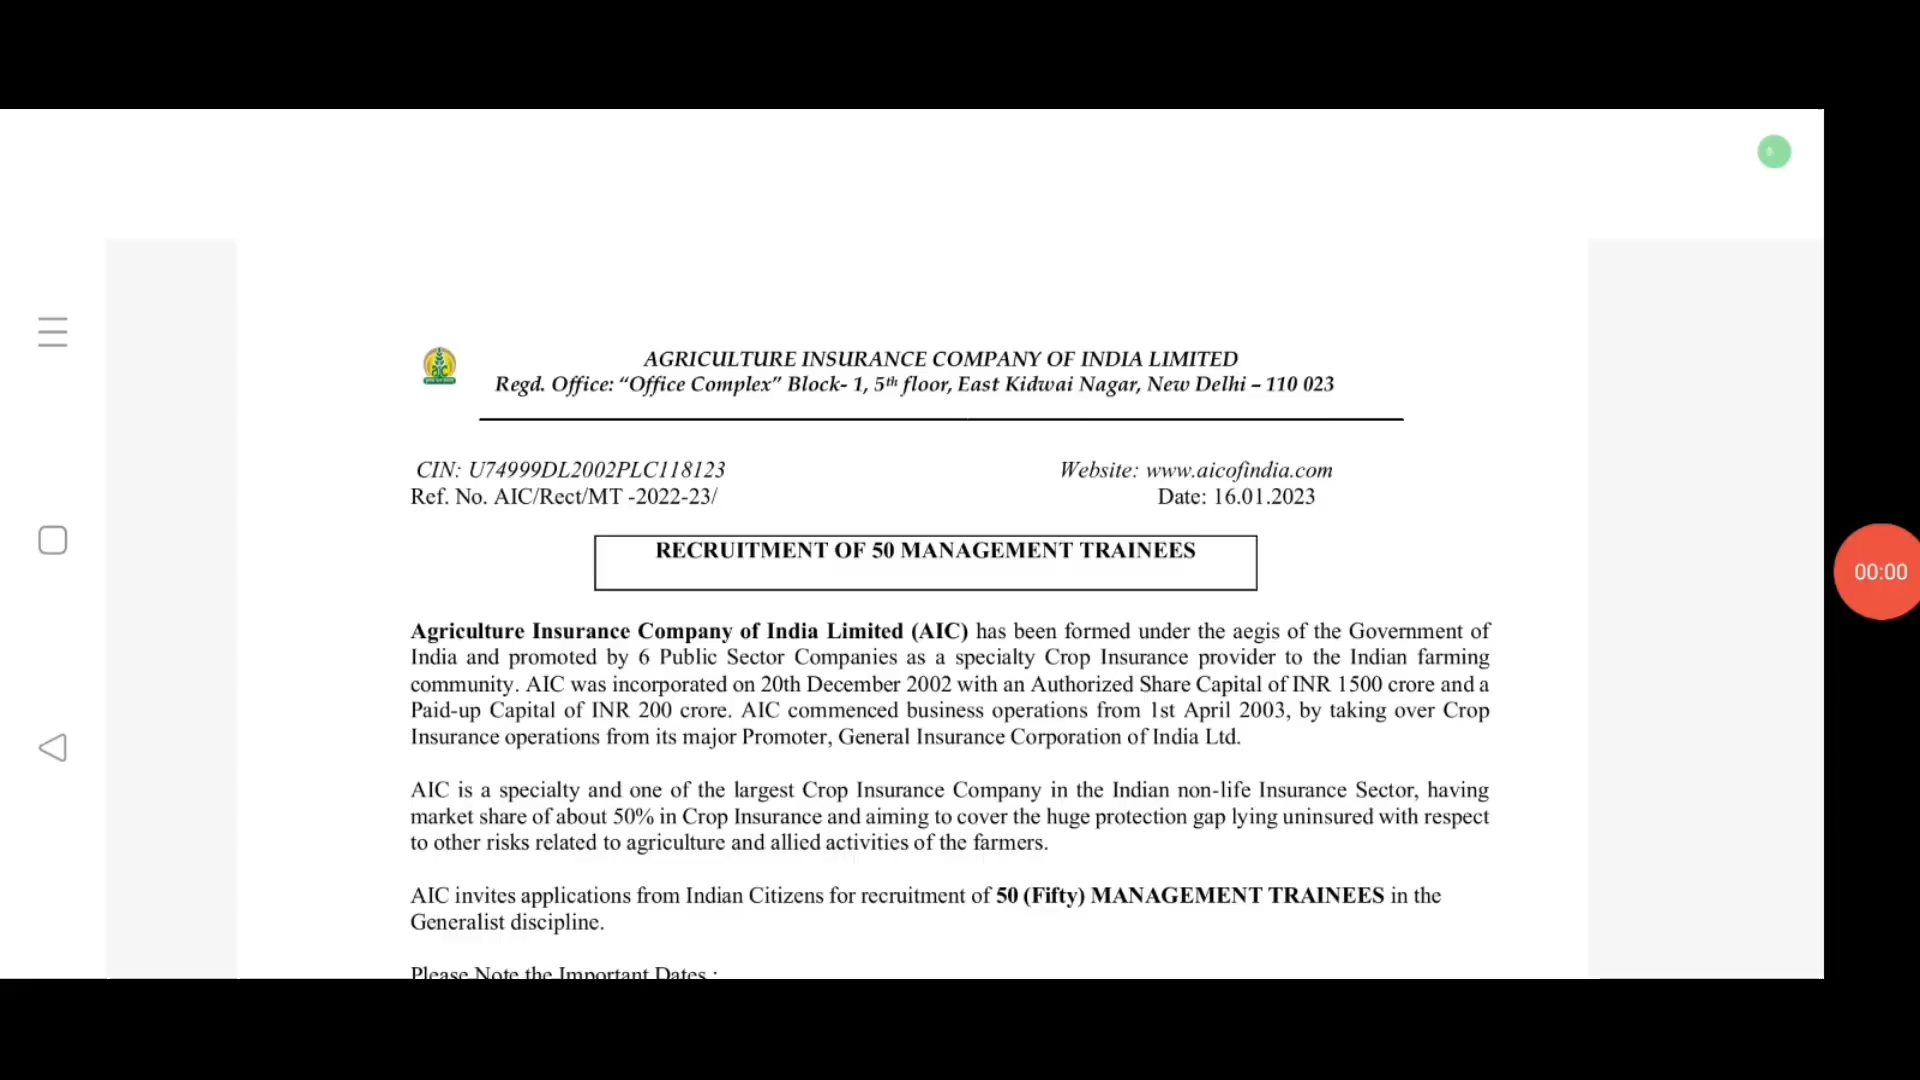 AGRICULTURE INSURANCE COMPANY OF INDIA LIMITED
Regd. Office: “Office Complex” Block- 1, 5th floor, East Kidwai Nagar, New Delhi – 110 023
CIN: U74999DL2002PLC118123 Website: www.aicofindia.com
Ref. No. AIC/Rect/MT -2022-23/ Date: 16.01.2023
RECRUITMENT OF 50 MANAGEMENT TRAINEES
00:00
Agriculture Insurance Company of India Limited (AIC) has been formed under the aegis of the Government of
India and promoted by 6 Public Sector Companies as a specialty Crop Insurance provider to the Indian farming
community. AIC was incorporated on 20th December 2002 with an Authorized Share Capital of INR 1500 crore and a
Paid-up Capital of INR 200 crore. AIC commenced business operations from 1st April 2003, by taking over Crop
Insurance operations from its major Promoter, General Insurance Corporation of India Ltd.
AIC is a specialty and one of the largest Crop Insurance Company in the Indian non-life Insurance Sector, having
market share of about 50% in Crop Insurance and aiming to cover the huge protection gap lying uninsured with respect
to other risks related to agriculture and allied activities of the farmers.
AIC invites applications from Indian Citizens for recruitment of 50 (Fifty) MANAGEMENT TRAINEES in the
Generalist discipline.
Please Note the Important Dates :